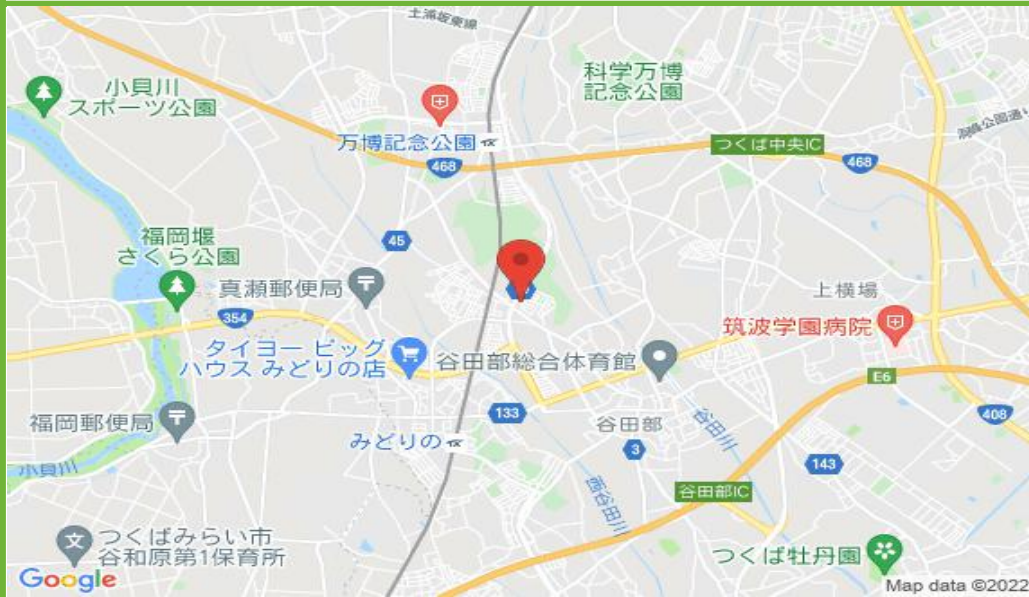 土浦坂東線
小貝川
スポーツ公園
科学万博
記念公園
万博記念公園
つくば中央IC
468
468
福岡堰
さくら公園
45
真瀬郵便局
上横場
354
筑波学園病院
タイヨー ビッグ
ハウス みどりの店
谷田部総合体育館
E6
福岡郵便局
133
谷田部
谷田川
408
みどりの
3
小貝川
143
西谷田川
谷田部IC
つくばみらい市
谷和原第1保育所
つくば牡丹園
Google
Map data ©2022